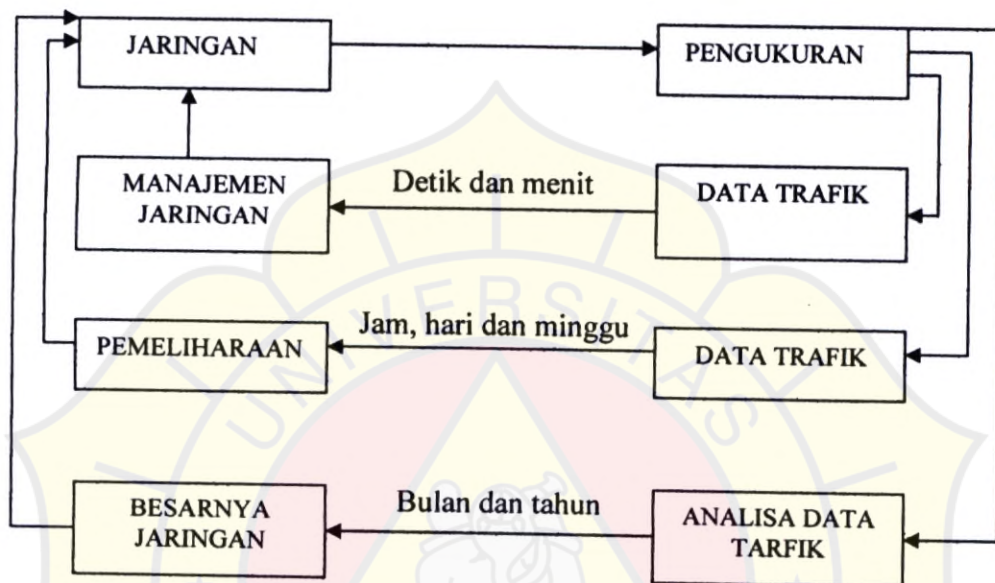 JARINGAN
PENGUKURAN
MANAJEMEN
JARINGAN
Detik dan menit
DATA TRAFIK
PEMELIHARAAN
Jam, hari dan minggu
DATA TRAFIK
BESARNYA
JARINGAN
Bulan dan tahun
ANALISA DATA
TARFIK
UNIVERSITAS